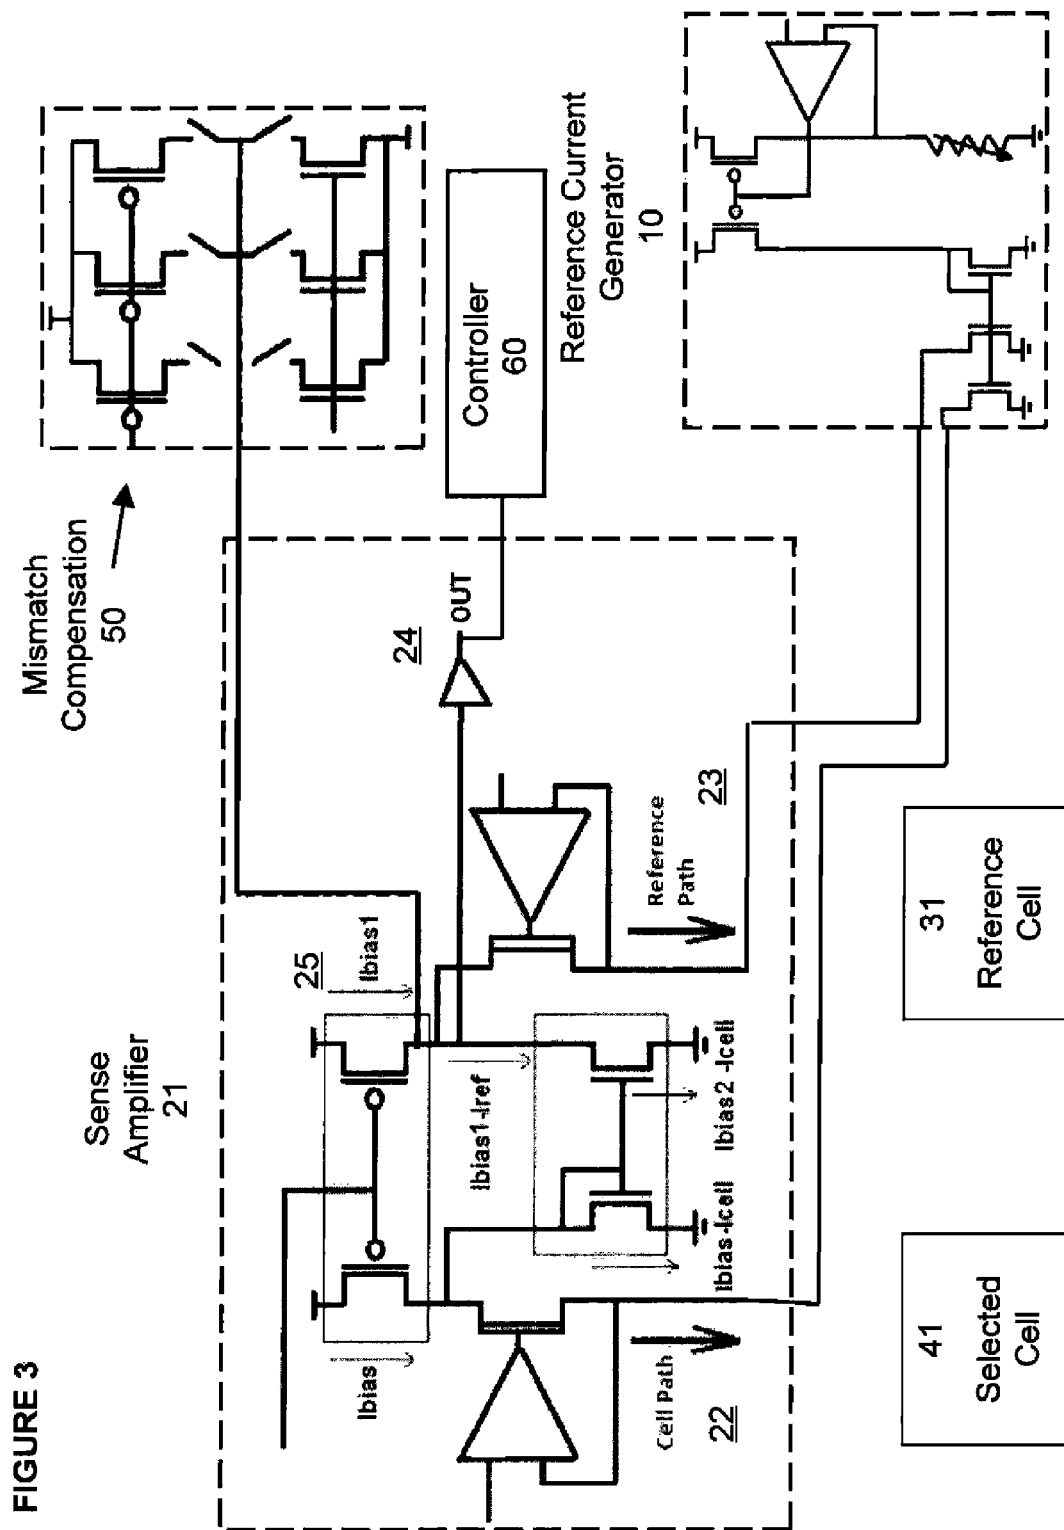 FIGURE 3
Sense
Amplifier
21
Mismatch
Compensation
50
Ibias
25
Ibias1
Ibias1-Iref
Ibias-Icell
Ibias2-Icell
Cell Path
22
Reference
Path
23
24
OUT
Controller
60
Reference Current
Generator
10
41
Selected
Cell
31
Reference
Cell